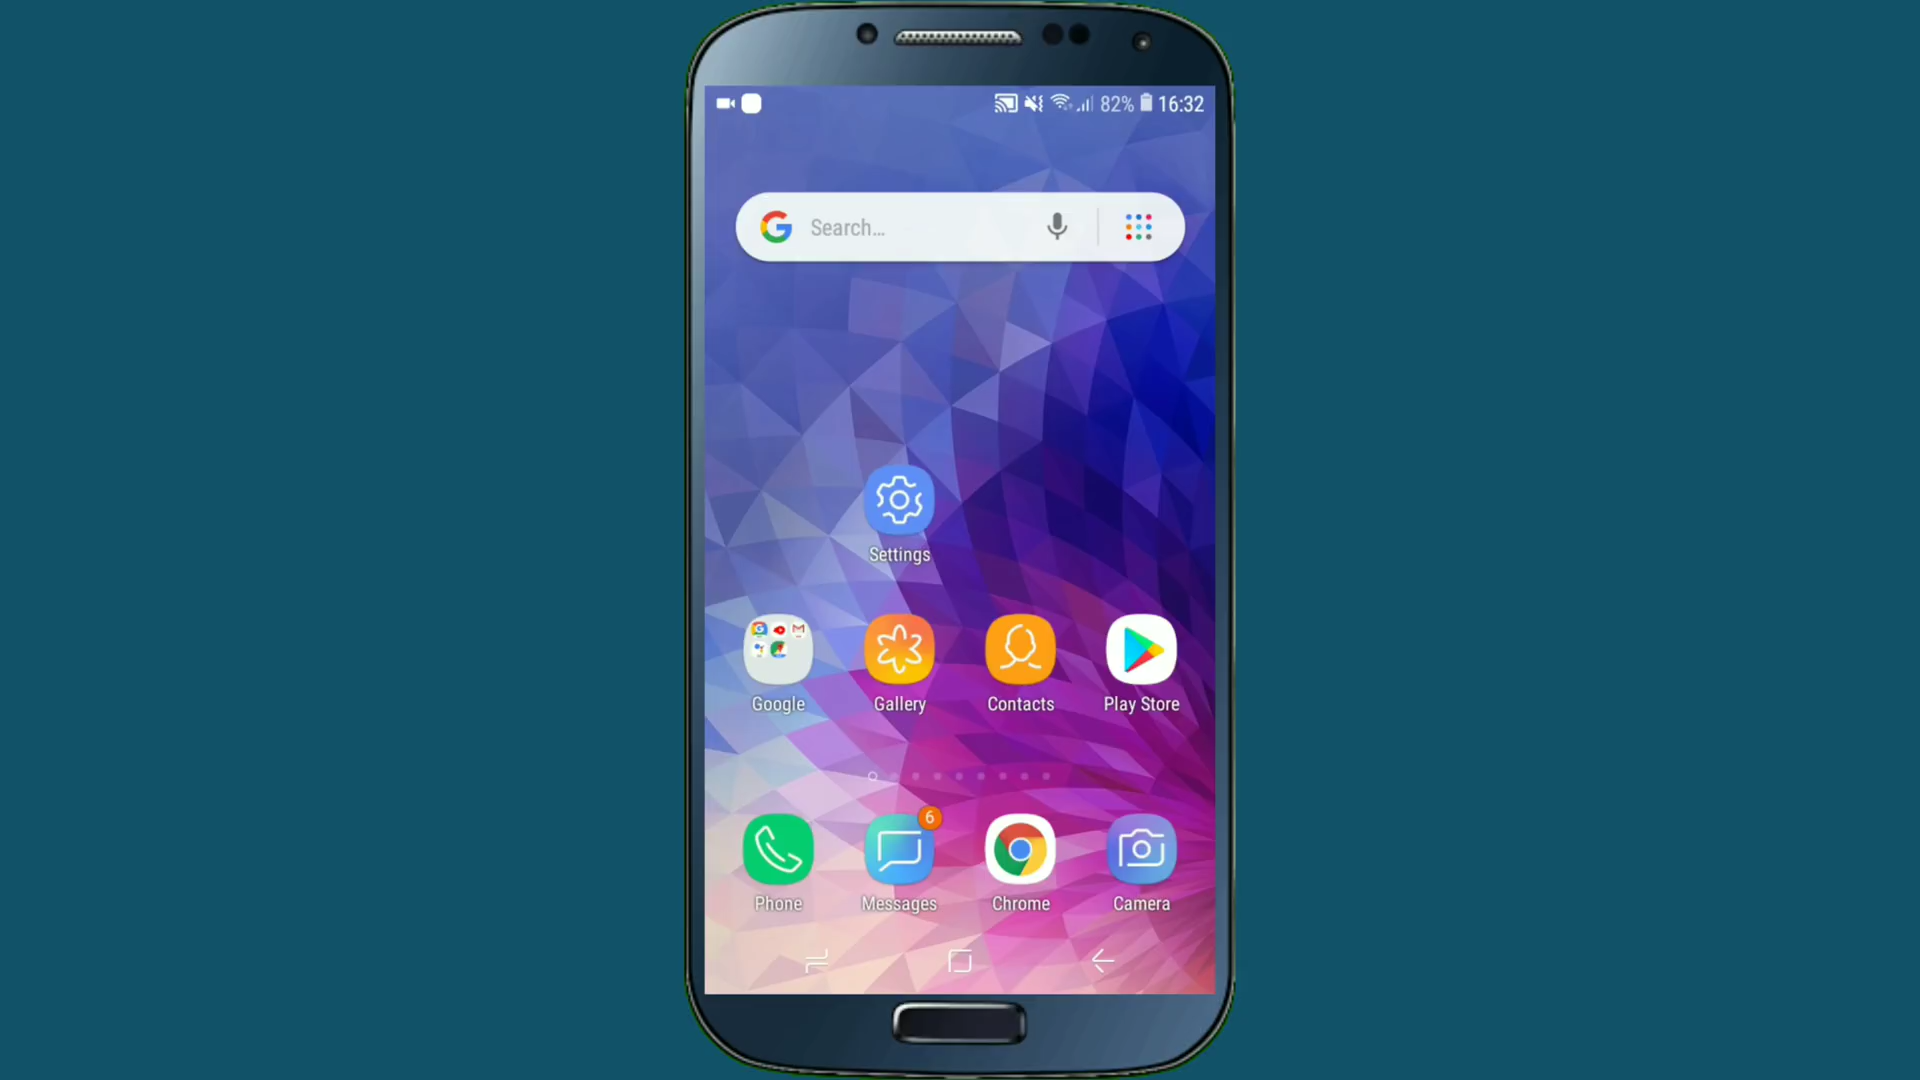 82% 16:32
Search...
Settings
Google Gallery Contacts Play Store
6
Phone Messages Chrome Camera